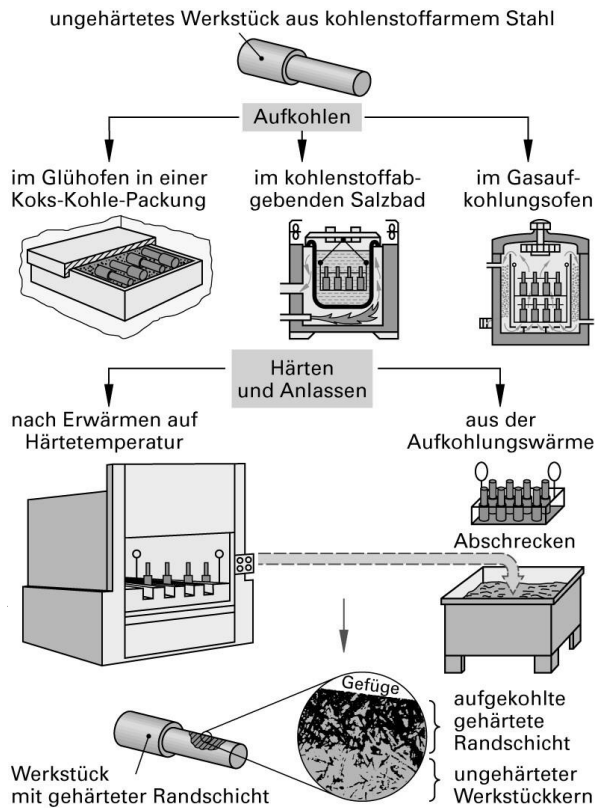 ungehärtetes Werkstück aus kohlenstoffarmem Stahl
Aufkohlen
im Glühofen in einer
Koks-Kohle-Packung
im kohlenstoffab-
gebenden Salzbad
im Gasauf-
kohlungsofen
Härten
und Anlassen
nach Erwärmen auf
Härtetemperatur
aus der
Aufkohlungswärme
Abschrecken
Gefüge
aufgekohlte
gehärtete
Randschicht
ungehärteter
Werkstückkern
Werkstück
mit gehärteter Randschicht